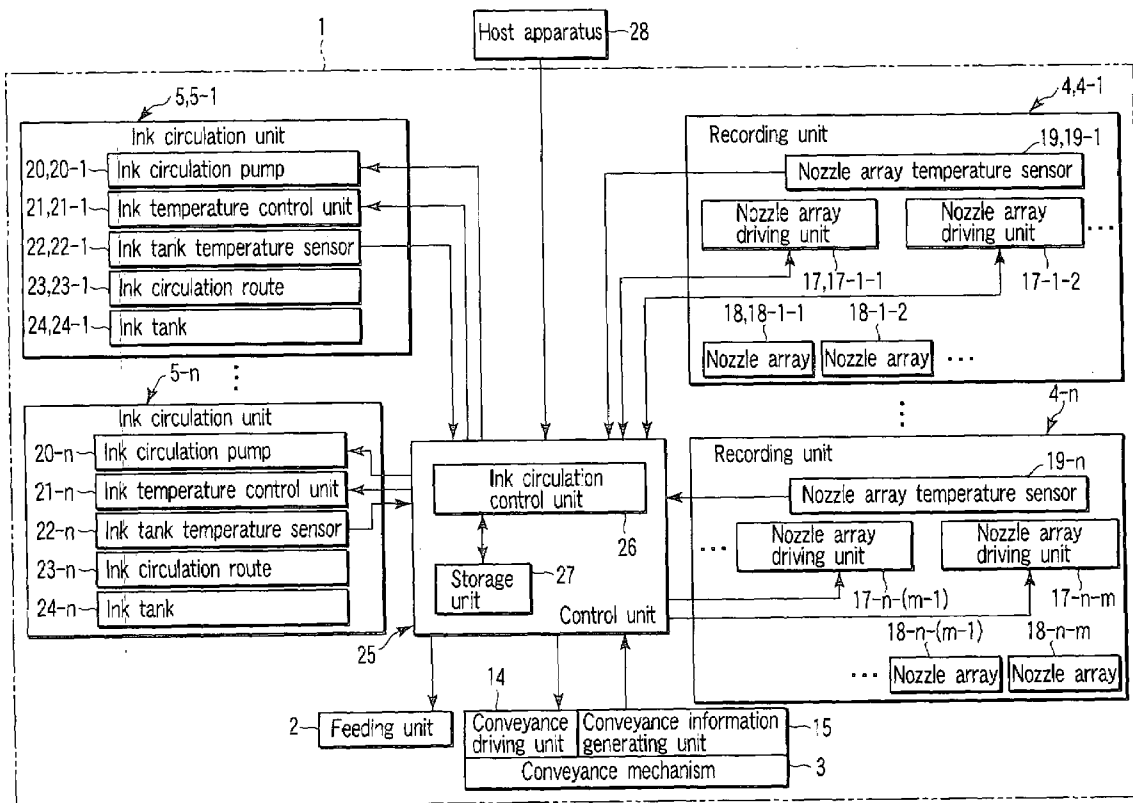 1
Host apparatus
28
5,5-1
Ink circulation unit
20,20-1
Ink circulation pump
21,21-1
Ink temperature control unit
22,22-1
Ink tank temperature sensor
23,23-1
Ink circulation route
24,24-1
Ink tank
5-n
Ink circulation unit
20-n
Ink circulation pump
21-n
Ink temperature control unit
22-n
Ink tank temperature sensor
23-n
Ink circulation route
24-n
Ink tank
4,4-1
Recording unit
19,19-1
Nozzle array temperature sensor
Nozzle array
driving unit
Nozzle array
driving unit
...
17,17-1-1
17-1-2
18,18-1-1
18-1-2
Nozzle array
Nozzle array
...
4-n
Recording unit
19-n
Nozzle array temperature sensor
...
Nozzle array
driving unit
Nozzle array
driving unit
17-n-(m-1)
17-n-m
18-n-(m-1)
18-n-m
...
Nozzle array
Nozzle array
Ink circulation
control unit
26
Storage
unit
27
Control unit
25
2
Feeding unit
14
Conveyance
driving unit
Conveyance information
generating unit
15
Conveyance mechanism
3